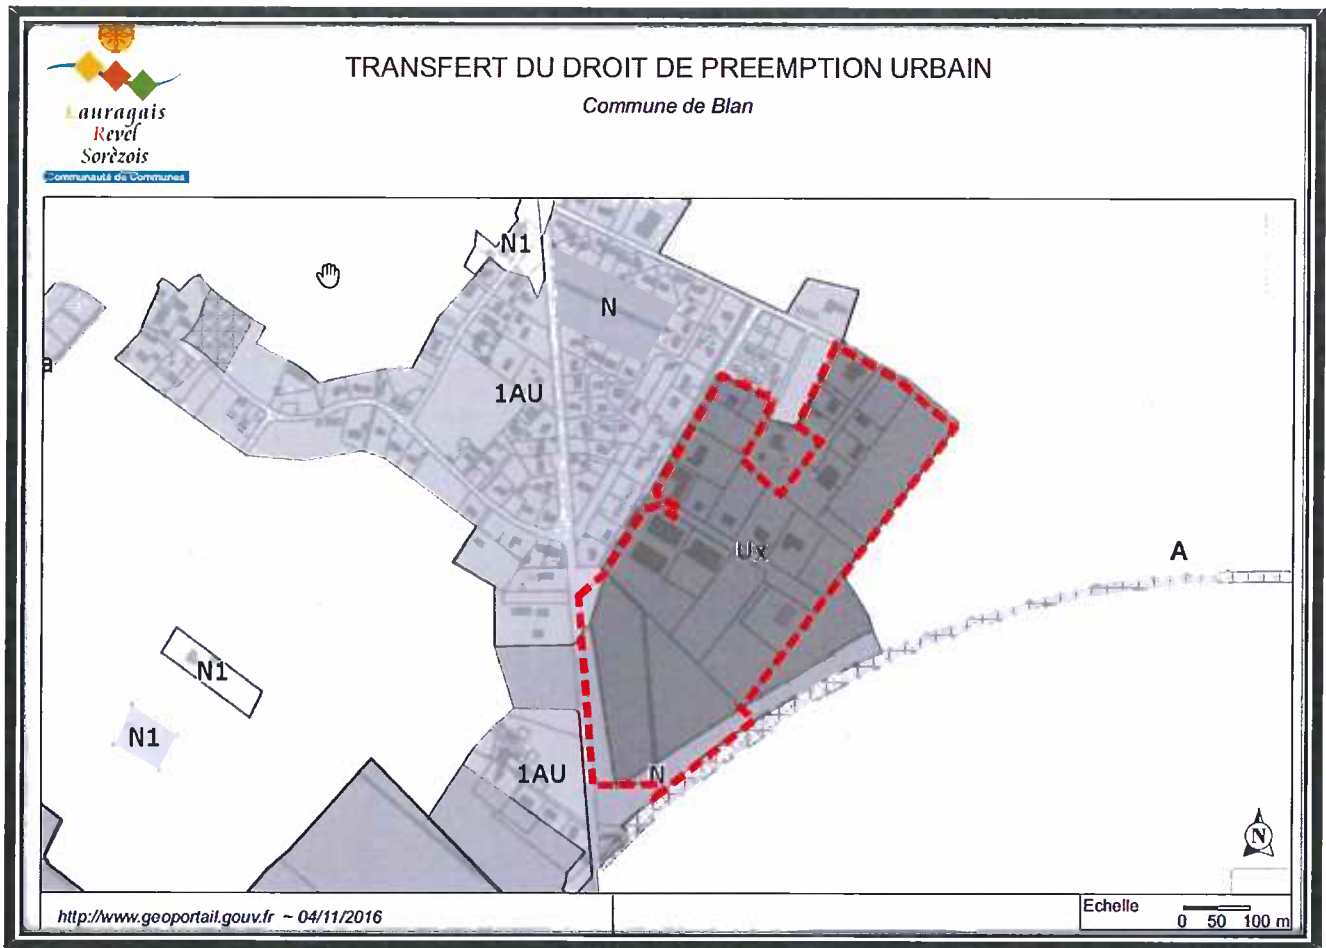 TRANSFERT DU DROIT DE PREEMPTION URBAIN
Commune de Blan
Lauragais
Revel
Sorèzois
Communauté de Communes
N1
N
a
1AU
Ux
A
N1
N1
1AU
N
N
http://www.geoportail.gouv.fr ~ 04/11/2016
Echelle
0 50 100 m